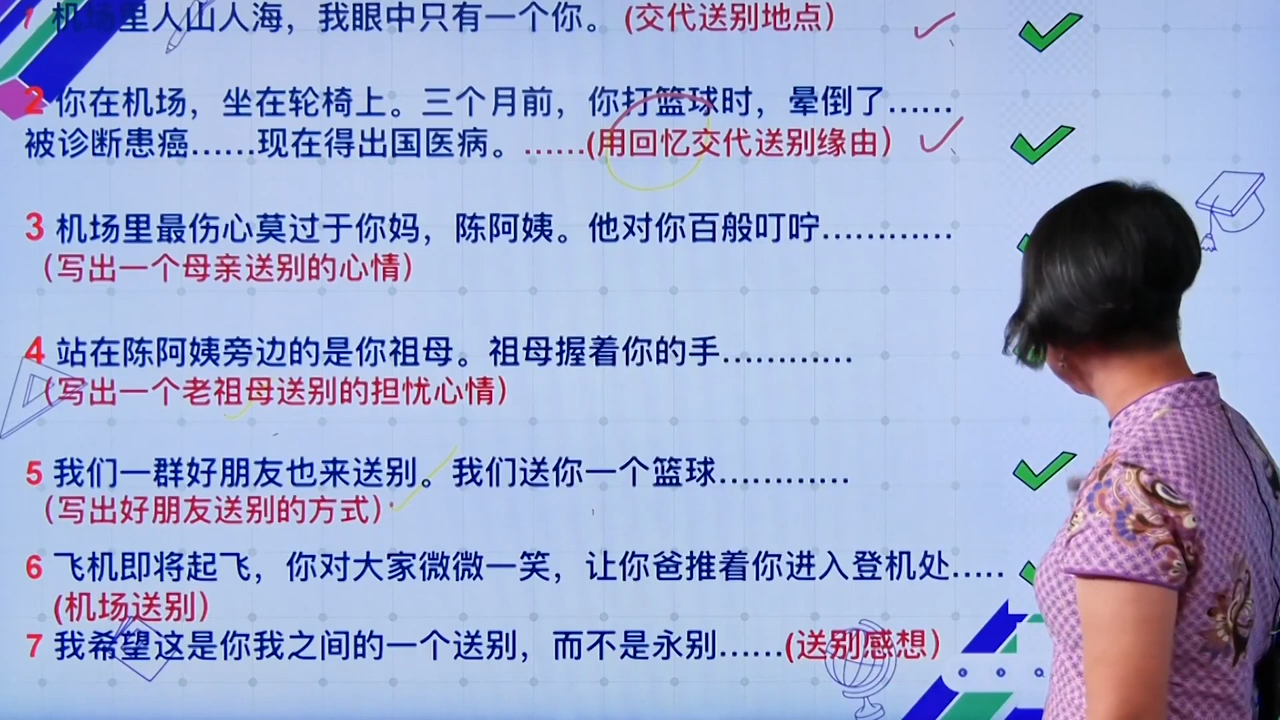 1 机场里人山人海，我眼中只有一个你。(交代送别地点)
2 你在机场，坐在轮椅上。三个月前，你打篮球时，晕倒了……
被诊断患癌……现在得出国医病。……(用回忆交代送别缘由)
3 机场里最伤心莫过于你妈，陈阿姨。他对你百般叮咛…………
(写出一个母亲送别的心情)
4 站在陈阿姨旁边的是你祖母。祖母握着你的手…………
(写出一个老祖母送别的担忧心情)
5 我们一群好朋友也来送别。我们送你一个篮球…………
(写出好朋友送别的方式)
6 飞机即将起飞，你对大家微微一笑，让你爸推着你进入登机处.....
(机场送别)
7 我希望这是你我之间的一个送别，而不是永别……(送别感想)